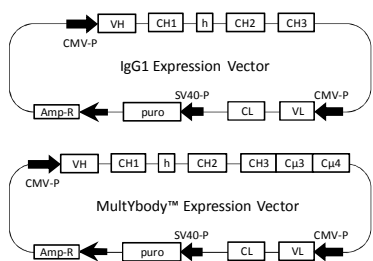 VH CH1 h CH2 CH3
CMV-P
IgG1 Expression Vector
SV40-P CMV-P
Amp-R puro CL VL
VH CH1 h CH2 CH3 Cµ3 Cµ4
CMV-P
MultYbody™ Expression Vector
SV40-P CMV-P
Amp-R puro CL VL